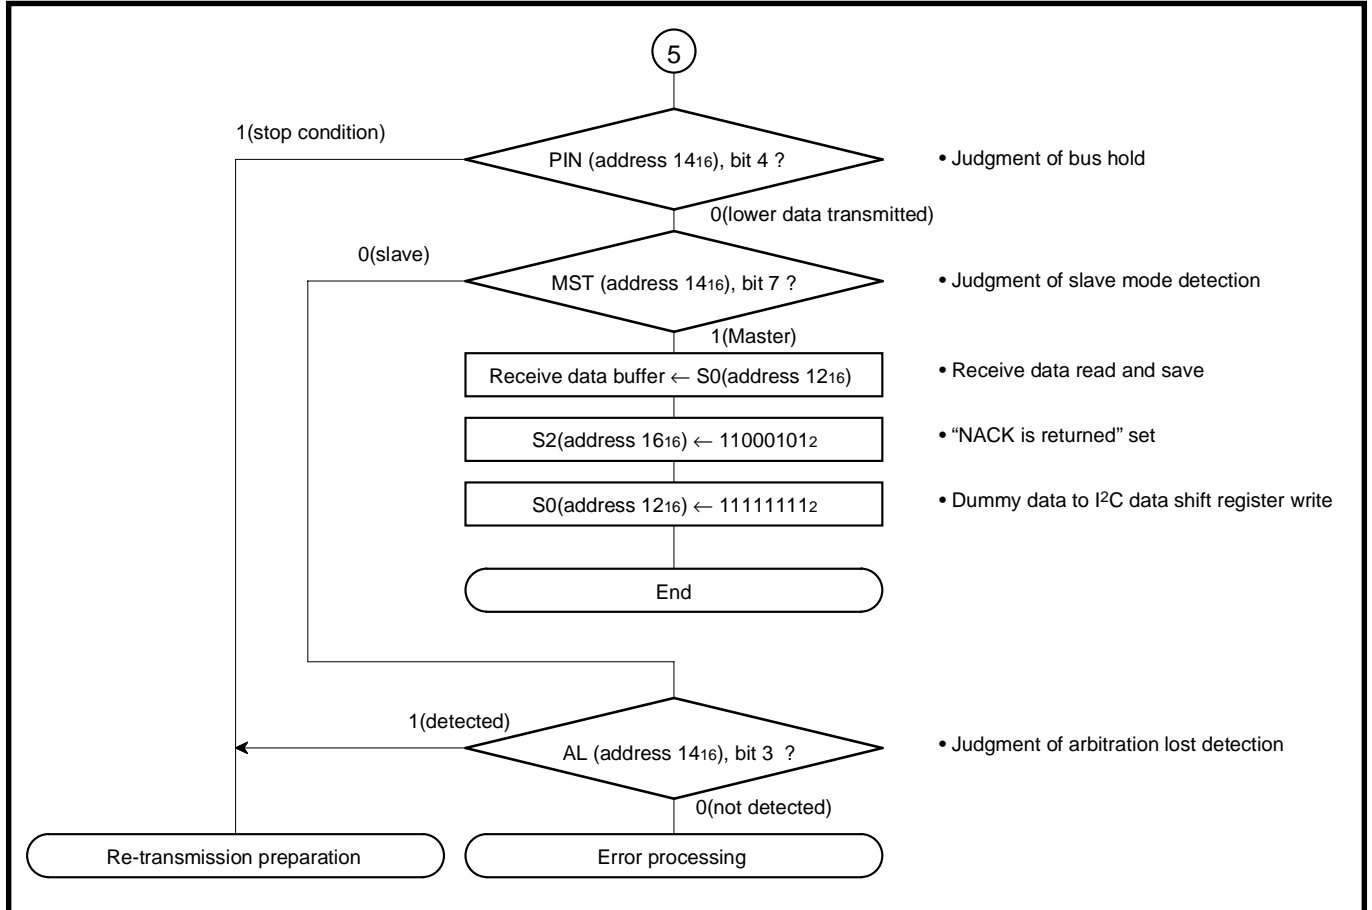 5
1(stop condition)
PIN (address 14₁₆), bit 4 ?
• Judgment of bus hold
0(lower data transmitted)
0(slave)
MST (address 14₁₆), bit 7 ?
• Judgment of slave mode detection
1(Master)
Receive data buffer ← S0(address 12₁₆)
• Receive data read and save
S2(address 16₁₆) ← 11000101₂
• “NACK is returned” set
S0(address 12₁₆) ← 11111111₂
• Dummy data to I²C data shift register write
End
1(detected)
AL (address 14₁₆), bit 3 ?
• Judgment of arbitration lost detection
0(not detected)
Re-transmission preparation
Error processing